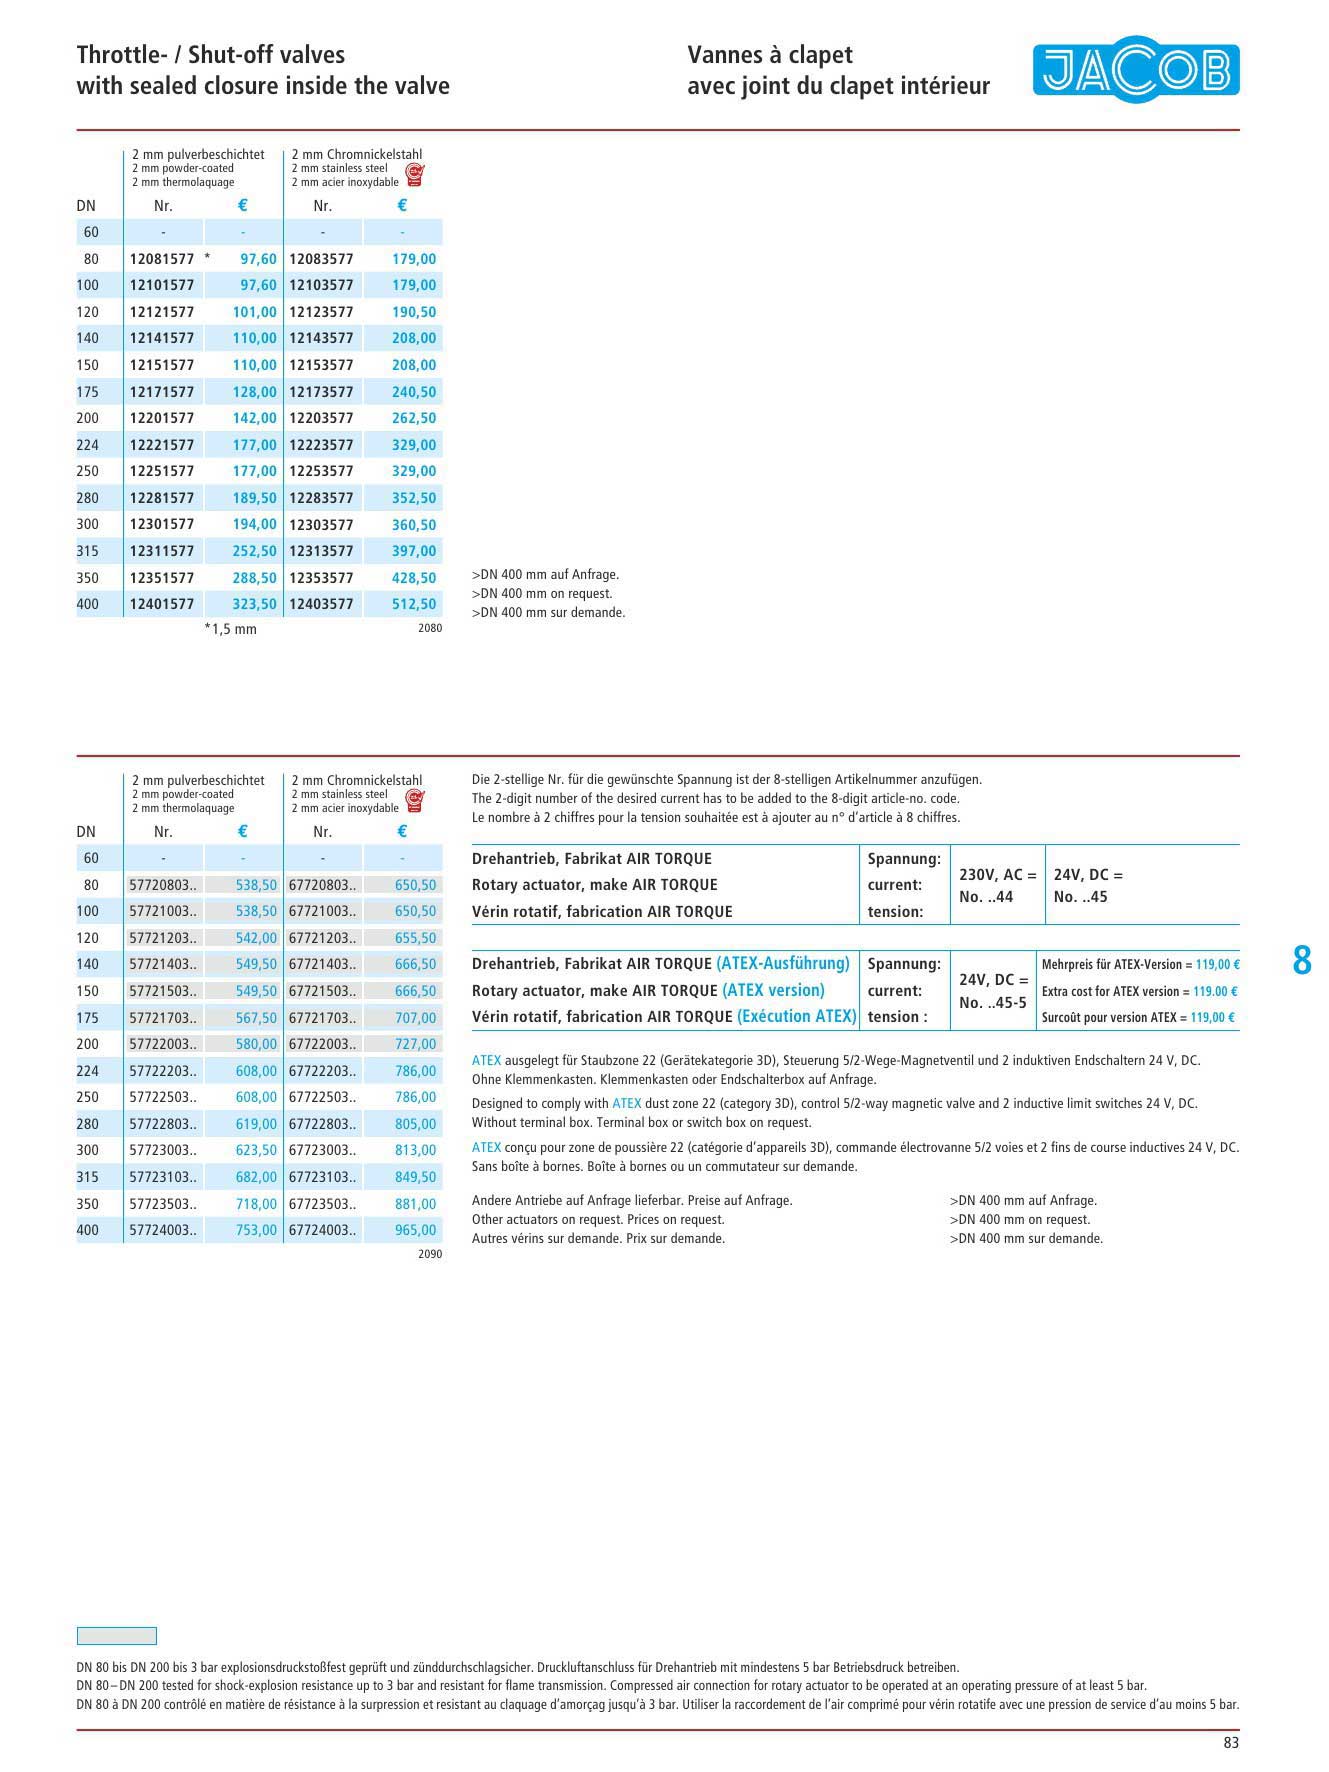 Throttle- / Shut-off valves
with sealed closure inside the valve
Vannes à clapet
avec joint du clapet intérieur
JACOB
2 mm pulverbeschichtet 2 mm Chromnickelstahl
2 mm powder-coated 2 mm stainless steel
2 mm thermolaquage 2 mm acier inoxydable
DN Nr. € Nr. €
60 - - - -
80 12081577 * 97,60 12083577 179,00
100 12101577 97,60 12103577 179,00
120 12121577 101,00 12123577 190,50
140 12141577 110,00 12143577 208,00
150 12151577 110,00 12153577 208,00
175 12171577 128,00 12173577 240,50
200 12201577 142,00 12203577 262,50
224 12221577 177,00 12223577 329,00
250 12251577 177,00 12253577 329,00
280 12281577 189,50 12283577 352,50
300 12301577 194,00 12303577 360,50
315 12311577 252,50 12313577 397,00
350 12351577 288,50 12353577 428,50
400 12401577 323,50 12403577 512,50
*1,5 mm 2080
>DN 400 mm auf Anfrage.
>DN 400 mm on request.
>DN 400 mm sur demande.
2 mm pulverbeschichtet 2 mm Chromnickelstahl
2 mm powder-coated 2 mm stainless steel
2 mm thermolaquage 2 mm acier inoxydable
DN Nr. € Nr. €
60 - - - -
80 57720803.. 538,50 67720803.. 650,50
100 57721003.. 538,50 67721003.. 650,50
120 57721203.. 542,00 67721203.. 655,50
140 57721403.. 549,50 67721403.. 666,50
150 57721503.. 549,50 67721503.. 666,50
175 57721703.. 567,50 67721703.. 707,00
200 57722003.. 580,00 67722003.. 727,00
224 57722203.. 608,00 67722203.. 786,00
250 57722503.. 608,00 67722503.. 786,00
280 57722803.. 619,00 67722803.. 805,00
300 57723003.. 623,50 67723003.. 813,00
315 57723103.. 682,00 67723103.. 849,50
350 57723503.. 718,00 67723503.. 881,00
400 57724003.. 753,00 67724003.. 965,00
2090
Die 2-stellige Nr. für die gewünschte Spannung ist der 8-stelligen Artikelnummer anzufügen.
The 2-digit number of the desired current has to be added to the 8-digit article-no. code.
Le nombre à 2 chiffres pour la tension souhaitée est à ajouter au n° d’article à 8 chiffres.
Drehantrieb, Fabrikat AIR TORQUE Spannung:
Rotary actuator, make AIR TORQUE current:
Vérin rotatif, fabrication AIR TORQUE tension:
230V, AC = 24V, DC =
No. ..44 No. ..45
Drehantrieb, Fabrikat AIR TORQUE (ATEX-Ausführung) Spannung:
Rotary actuator, make AIR TORQUE (ATEX version) current:
Vérin rotatif, fabrication AIR TORQUE (Exécution ATEX) tension :
24V, DC =
No. ..45-5
Mehrpreis für ATEX-Version = 119,00 €
Extra cost for ATEX version = 119.00 €
Surcoût pour version ATEX = 119,00 €
8
ATEX ausgelegt für Staubzone 22 (Gerätekategorie 3D), Steuerung 5/2-Wege-Magnetventil und 2 induktiven Endschaltern 24 V, DC.
Ohne Klemmenkasten. Klemmenkasten oder Endschalterbox auf Anfrage.
Designed to comply with ATEX dust zone 22 (category 3D), control 5/2-way magnetic valve and 2 inductive limit switches 24 V, DC.
Without terminal box. Terminal box or switch box on request.
ATEX conçu pour zone de poussière 22 (catégorie d’appareils 3D), commande électrovanne 5/2 voies et 2 fins de course inductives 24 V, DC.
Sans boîte à bornes. Boîte à bornes ou un commutateur sur demande.
Andere Antriebe auf Anfrage lieferbar. Preise auf Anfrage. >DN 400 mm auf Anfrage.
Other actuators on request. Prices on request. >DN 400 mm on request.
Autres vérins sur demande. Prix sur demande. >DN 400 mm sur demande.
DN 80 bis DN 200 bis 3 bar explosionsdruckstoßfest geprüft und zünddurchschlagsicher. Druckluftanschluss für Drehantrieb mit mindestens 5 bar Betriebsdruck betreiben.
DN 80 – DN 200 tested for shock-explosion resistance up to 3 bar and resistant for flame transmission. Compressed air connection for rotary actuator to be operated at an operating pressure of at least 5 bar.
DN 80 à DN 200 contrôlé en matière de résistance à la surpression et resistant au claquage d’amorçag jusqu’à 3 bar. Utiliser la raccordement de l’air comprimé pour vérin rotatife avec une pression de service d’au moins 5 bar.
83